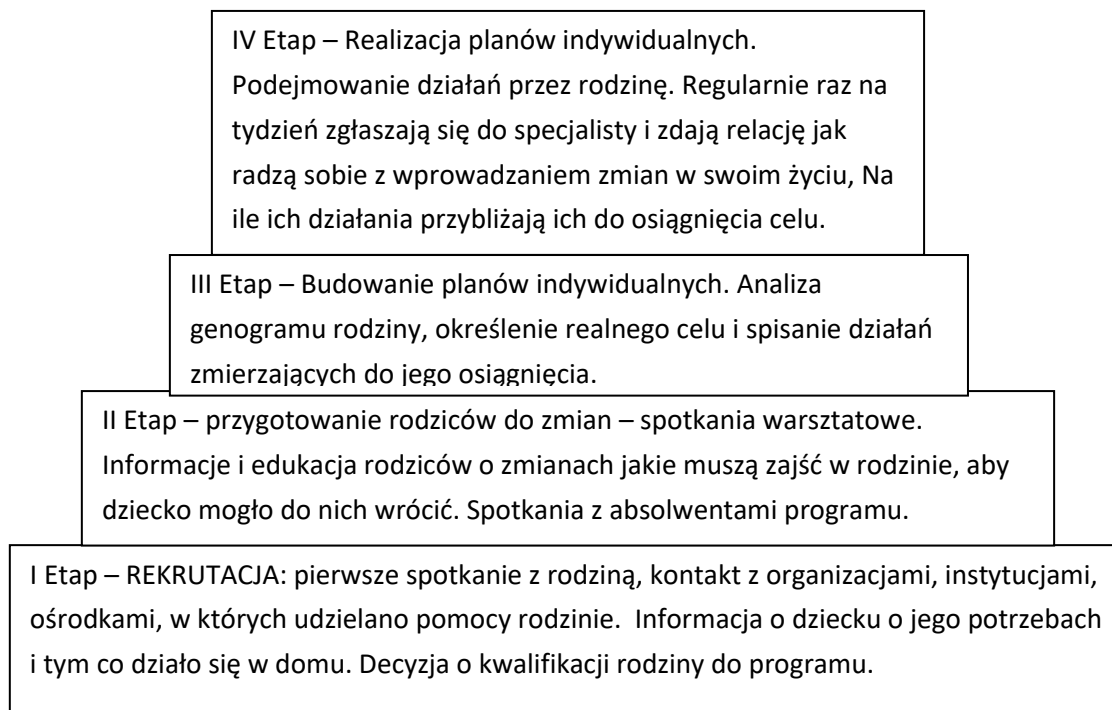 IV Etap – Realizacja planów indywidualnych.
Podejmowanie działań przez rodzinę. Regularnie raz na
tydzień zgłaszają się do specjalisty i zdają relację jak
radzą sobie z wprowadzaniem zmian w swoim życiu, Na
ile ich działania przybliżają ich do osiągnięcia celu.
III Etap – Budowanie planów indywidualnych. Analiza
genogramu rodziny, określenie realnego celu i spisanie działań
zmierzających do jego osiągnięcia.
II Etap – przygotowanie rodziców do zmian – spotkania warsztatowe.
Informacje i edukacja rodziców o zmianach jakie muszą zajść w rodzinie, aby
dziecko mogło do nich wrócić. Spotkania z absolwentami programu.
I Etap – REKRUTACJA: pierwsze spotkanie z rodziną, kontakt z organizacjami, instytucjami,
ośrodkami, w których udzielano pomocy rodzinie. Informacja o dziecku o jego potrzebach
i tym co działo się w domu. Decyzja o kwalifikacji rodziny do programu.